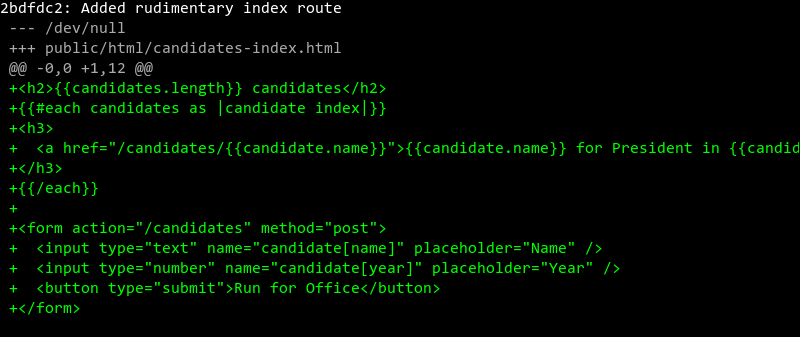 2bdfdc2: Added rudimentary index route
--- /dev/null
+++ public/html/candidates-index.html
@@ -0,0 +1,12 @@
+<h2>{{candidates.length}} candidates</h2>
+{{#each candidates as |candidate index|}}
+<h3>
+  <a href="/candidates/{{candidate.name}}">{{candidate.name}} for President in {{candid
+</h3>
+{{/each}}
+
+<form action="/candidates" method="post">
+  <input type="text" name="candidate[name]" placeholder="Name" />
+  <input type="number" name="candidate[year]" placeholder="Year" />
+  <button type="submit">Run for Office</button>
+</form>